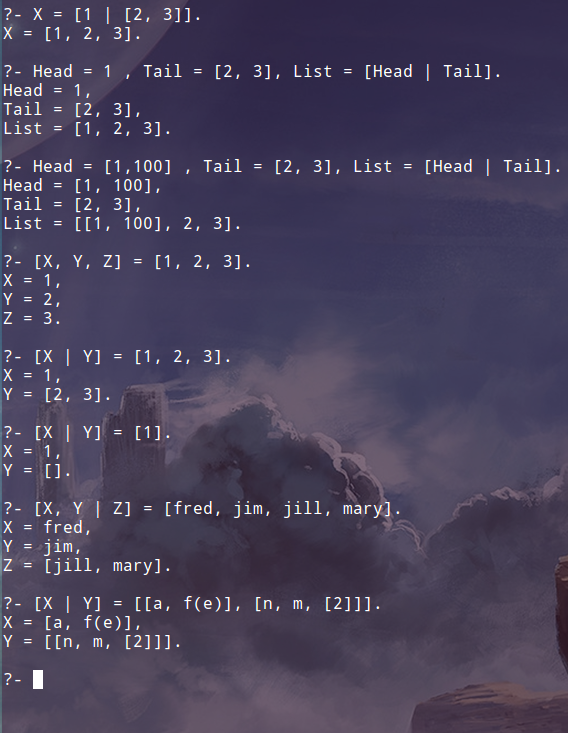 ?- X = [1 | [2, 3]].
X = [1, 2, 3].
?- Head = 1 , Tail = [2, 3], List = [Head | Tail].
Head = 1,
Tail = [2, 3],
List = [1, 2, 3].
?- Head = [1,100] , Tail = [2, 3], List = [Head | Tail].
Head = [1, 100],
Tail = [2, 3],
List = [[1, 100], 2, 3].
?- [X, Y, Z] = [1, 2, 3].
X = 1,
Y = 2,
Z = 3.
?- [X | Y] = [1, 2, 3].
X = 1,
Y = [2, 3].
?- [X | Y] = [1].
X = 1,
Y = [].
?- [X, Y | Z] = [fred, jim, jill, mary].
X = fred,
Y = jim,
Z = [jill, mary].
?- [X | Y] = [[a, f(e)], [n, m, [2]]].
X = [a, f(e)],
Y = [[n, m, [2]]].
?-